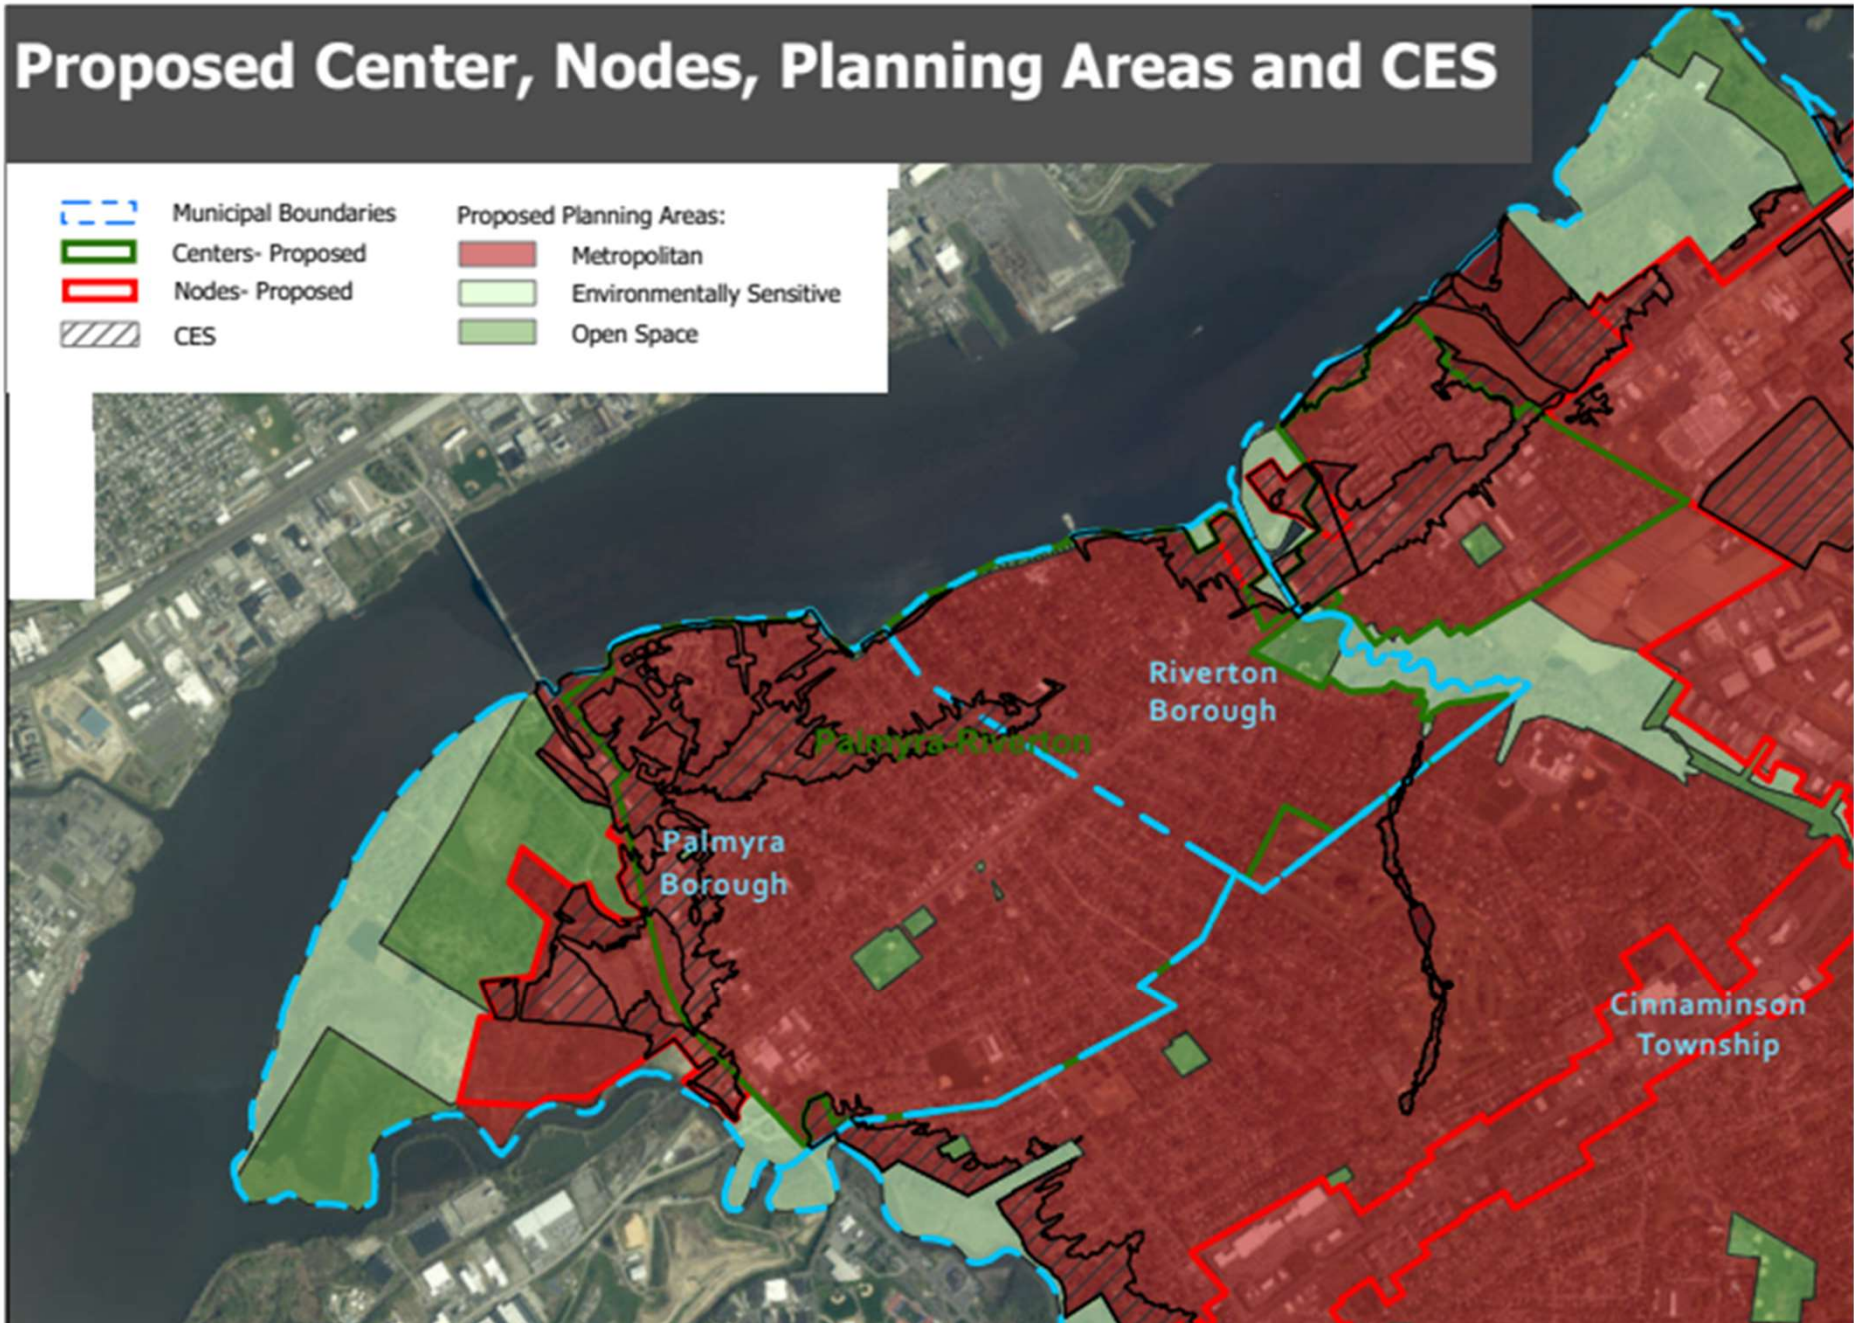 Proposed Center, Nodes, Planning Areas and CES
Municipal Boundaries
Centers- Proposed
Nodes- Proposed
CES
Proposed Planning Areas:
Metropolitan
Environmentally Sensitive
Open Space
Riverton
Borough
Palmyra-Riverton
Palmyra
Borough
Cinnaminson
Township